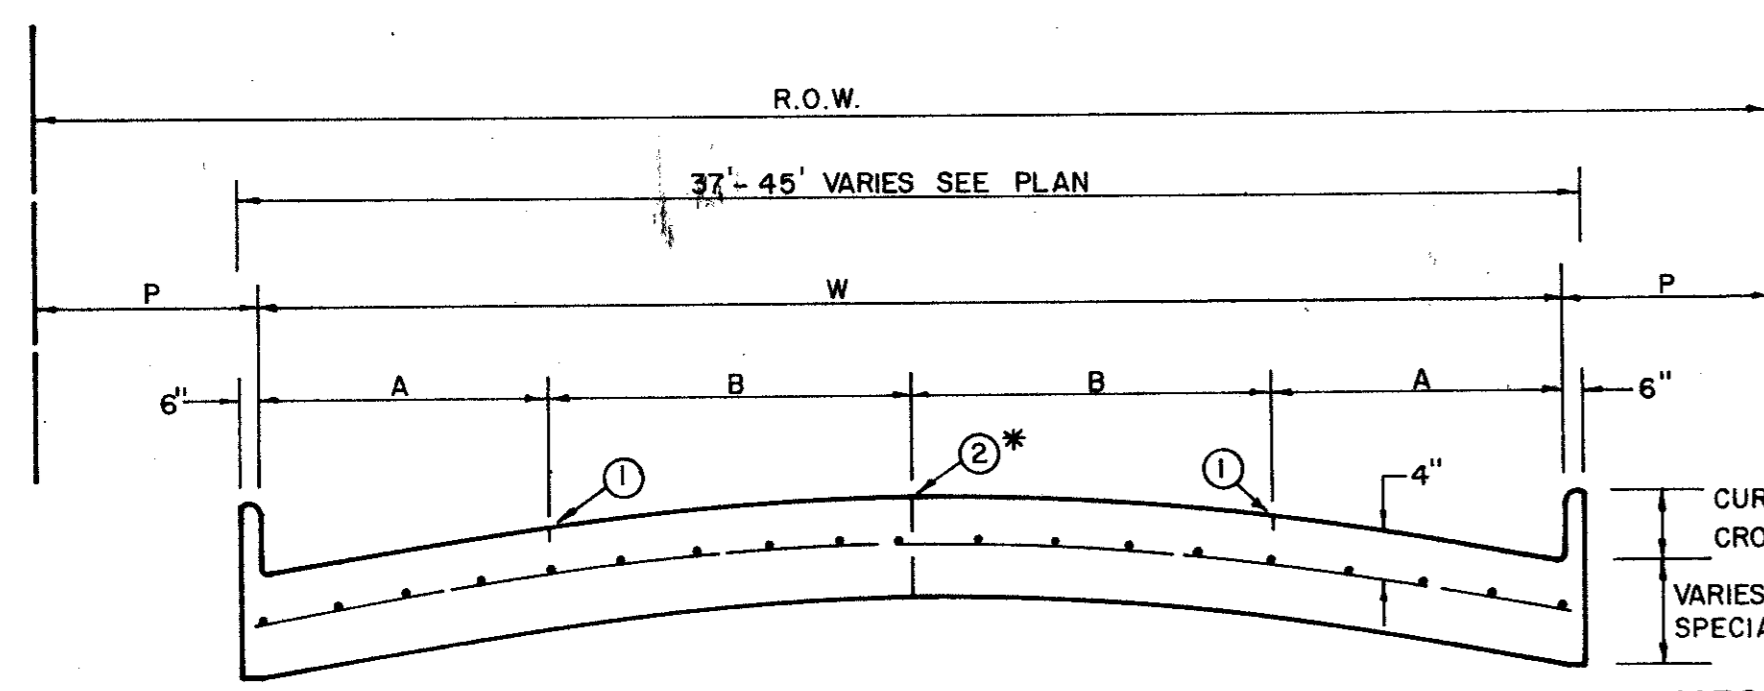 R.O.W.
37'-45' VARIES SEE PLAN
P W P
6" A B B A 6"
1 2* 1 4"
CUR
CRO
VARIES
SPECIA